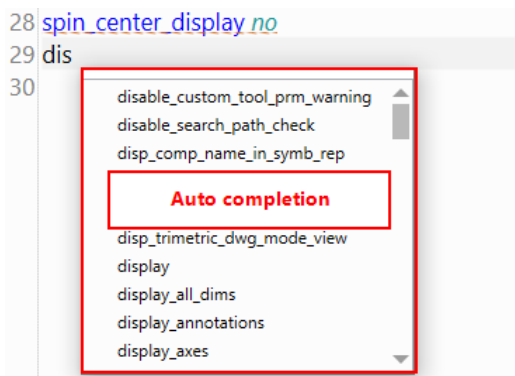 28 spin_center_display no
29 dis
30
disable_custom_tool_prm_warning
disable_search_path_check
disp_comp_name_in_symb_rep
Auto completion
disp_trimetric_dwg_mode_view
display
display_all_dims
display_annotations
display_axes